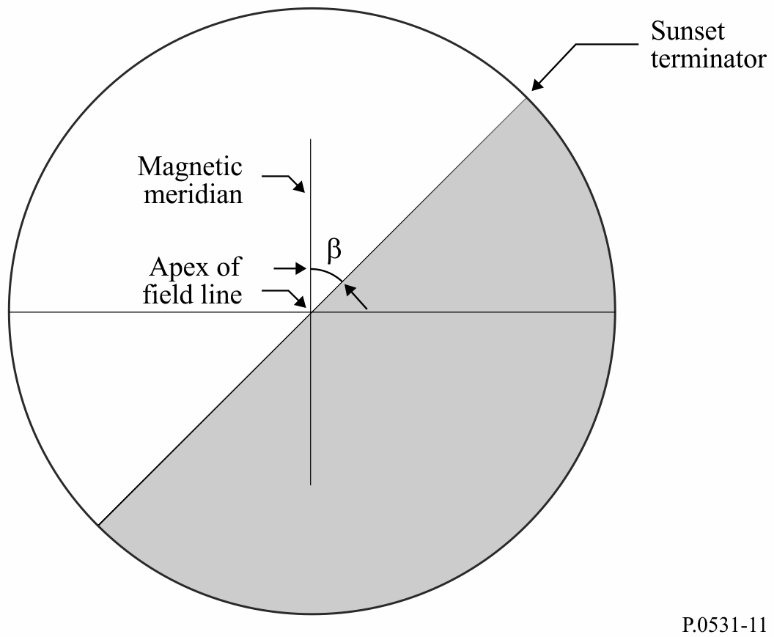 Sunset
terminator
Magnetic
meridian
β
Apex of
field line
P.0531-11